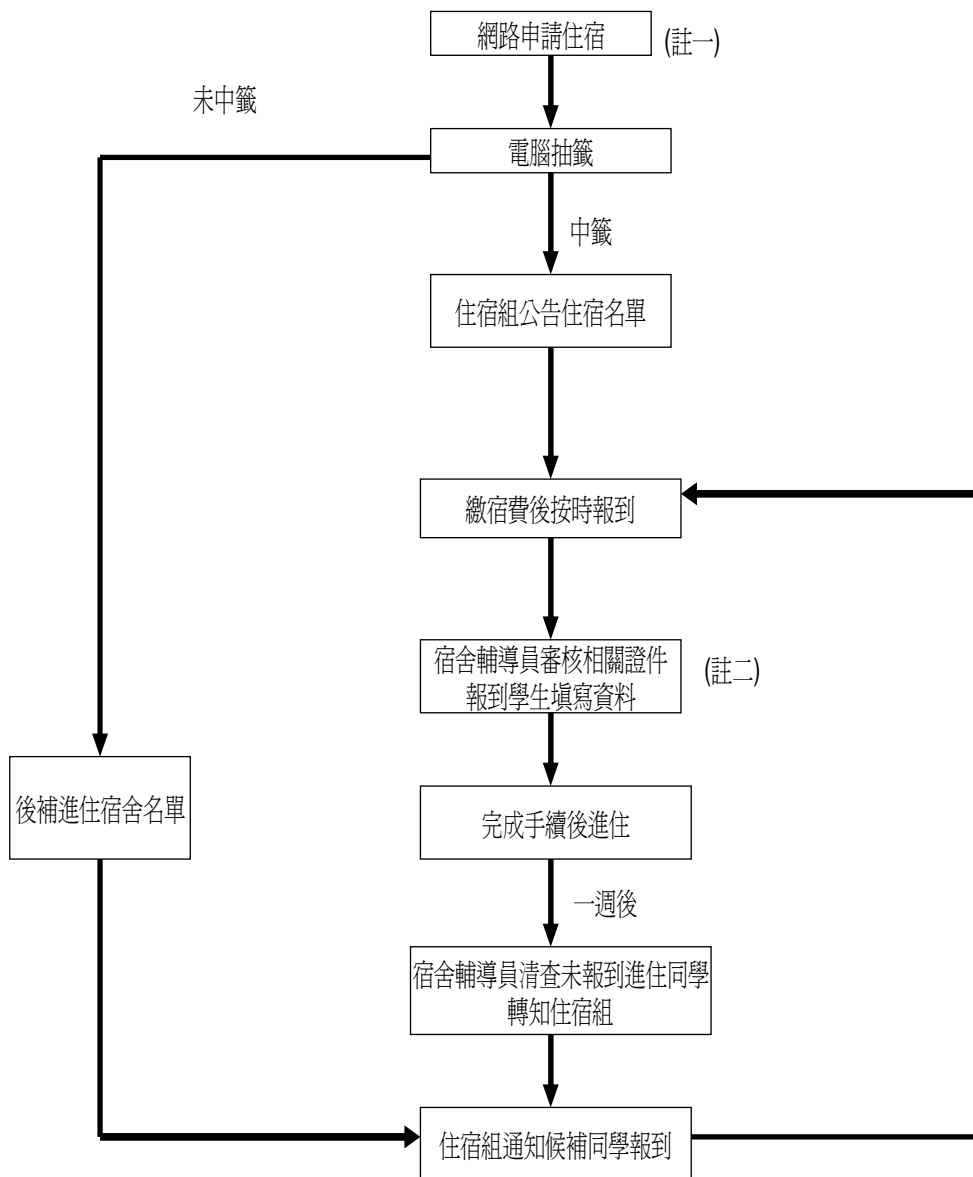 網路申請住宿
(註一)
未中籤
電腦抽籤
中籤
住宿組公告住宿名單
繳宿費後按時報到
宿舍輔導員審核相關證件
報到學生填寫資料
(註二)
後補進住宿舍名單
完成手續後進住
一週後
宿舍輔導員清查未報到進住同學
轉知住宿組
住宿組通知候補同學報到